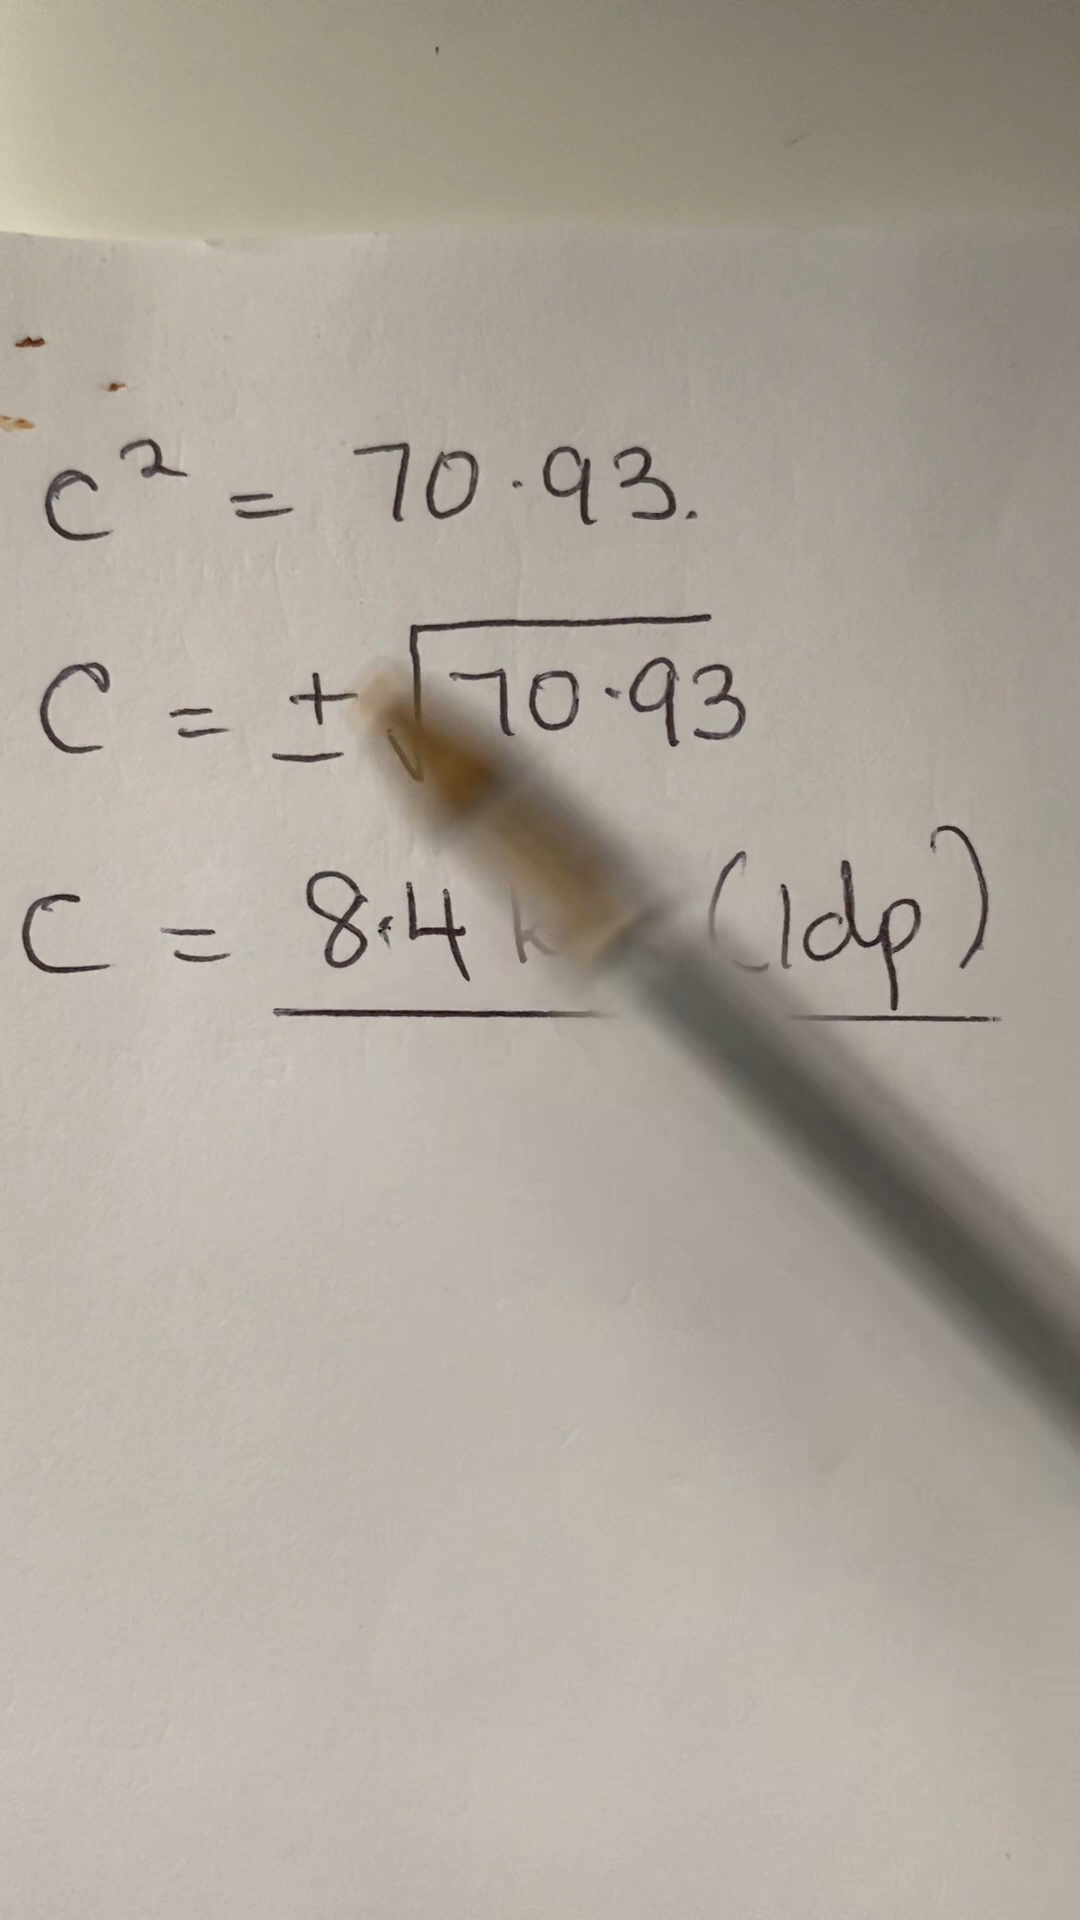 c² = 70.93.
C = ±√70.93
C = 8.4 (1dp)